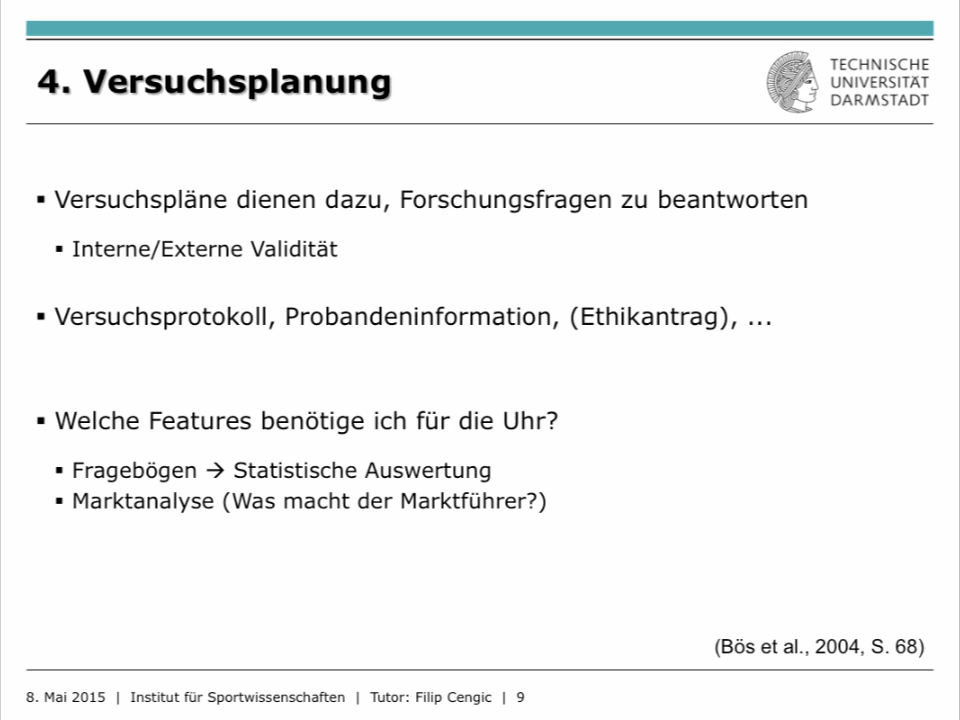 4. Versuchsplanung
TECHNISCHE
UNIVERSITÄT
DARMSTADT
▪ Versuchspläne dienen dazu, Forschungsfragen zu beantworten
▪ Interne/Externe Validität
▪ Versuchsprotokoll, Probandeninformation, (Ethikantrag), ...
▪ Welche Features benötige ich für die Uhr?
▪ Fragebögen → Statistische Auswertung
▪ Marktanalyse (Was macht der Marktführer?)
(Bös et al., 2004, S. 68)
8. Mai 2015 | Institut für Sportwissenschaften | Tutor: Filip Cengic | 9